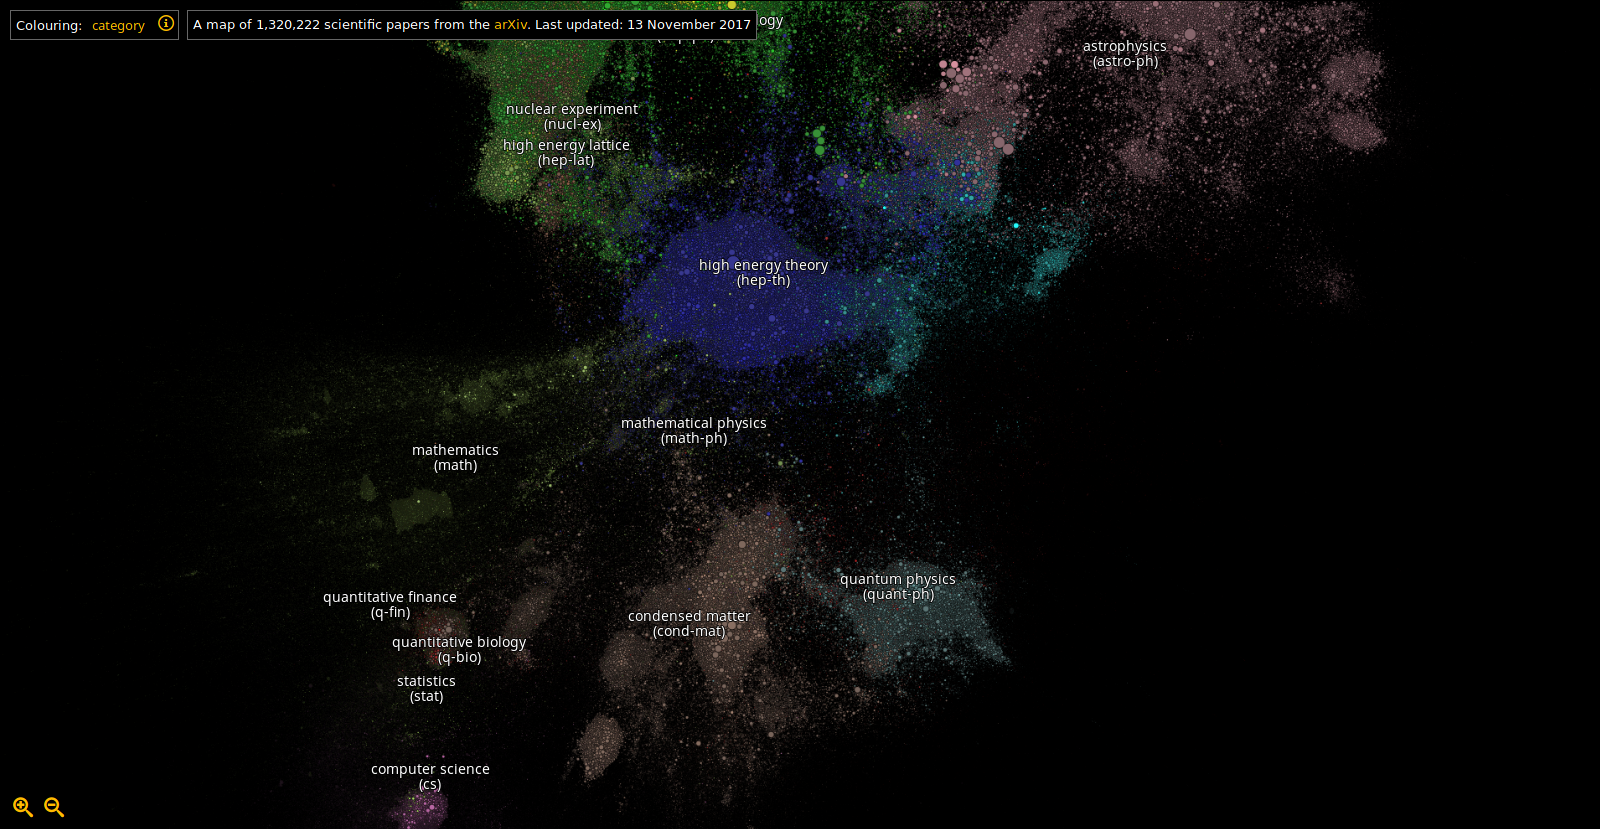 Colouring: category
A map of 1,320,222 scientific papers from the arXiv. Last updated: 13 November 2017
astrophysics
(astro-ph)
nuclear experiment
(nucl-ex)
high energy lattice
(hep-lat)
high energy theory
(hep-th)
mathematical physics
(math-ph)
mathematics
(math)
quantum physics
(quant-ph)
quantitative finance
(q-fin)
condensed matter
(cond-mat)
quantitative biology
(q-bio)
statistics
(stat)
computer science
(cs)